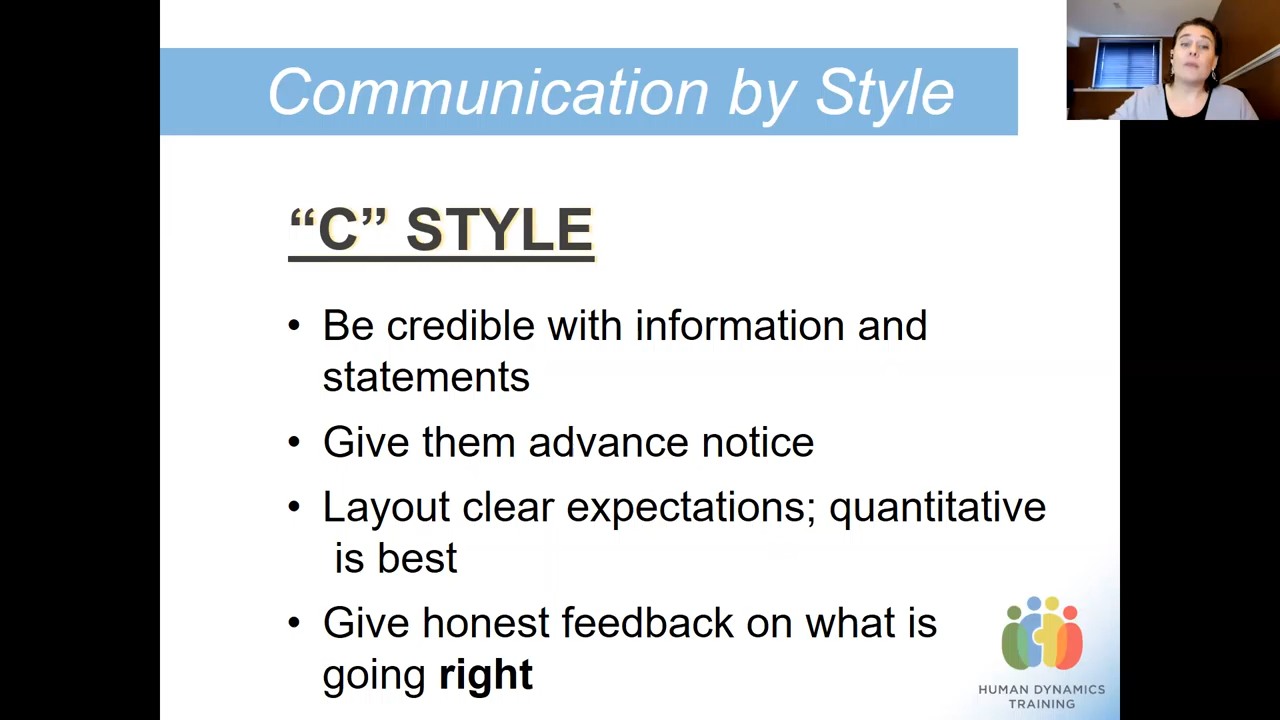 Communication by Style
“C” STYLE
• Be credible with information and
statements
• Give them advance notice
• Layout clear expectations; quantitative
is best
• Give honest feedback on what is
going right
HUMAN DYNAMICS
TRAINING